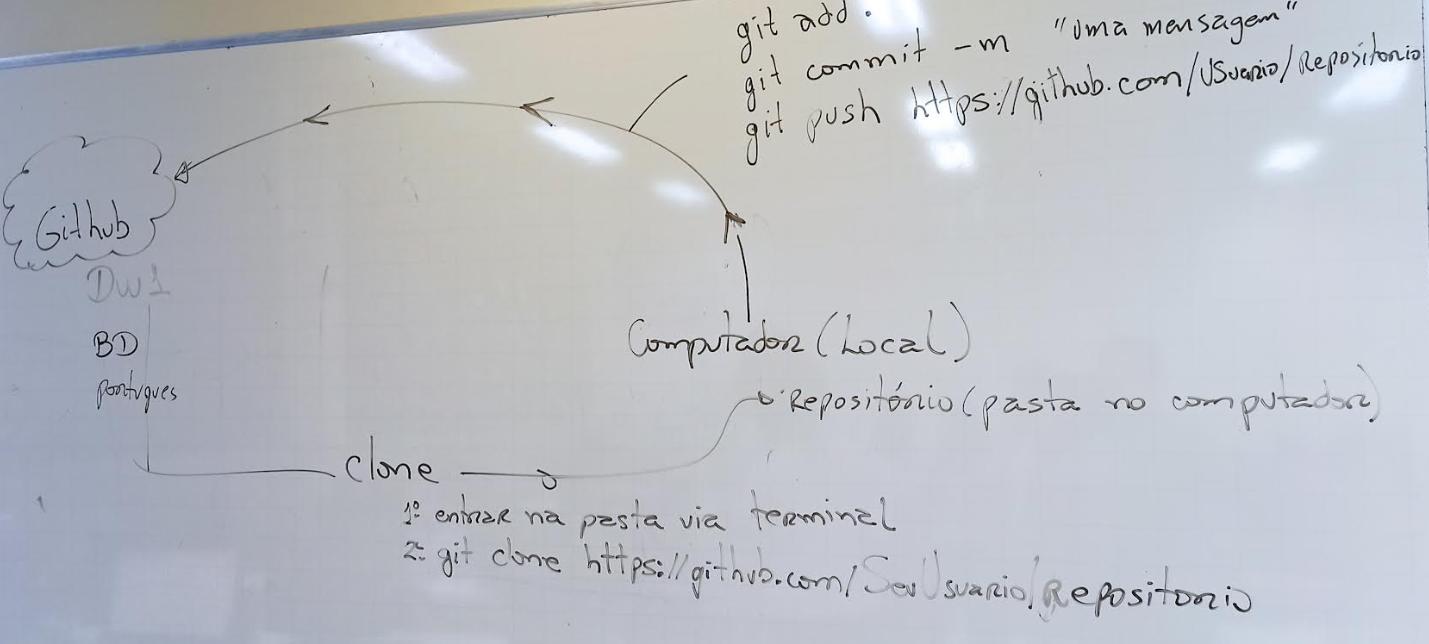 git add .
git commit -m "uma mensagem"
git push https://github.com/USuario/Repositorio
Github
Dw1
BD
portugues
Computador (Local)
Repositório (pasta no computador)
Clone
1º entrar na pasta via terminal
2º git clone https://github.com/SeuUsuario/Repositorio